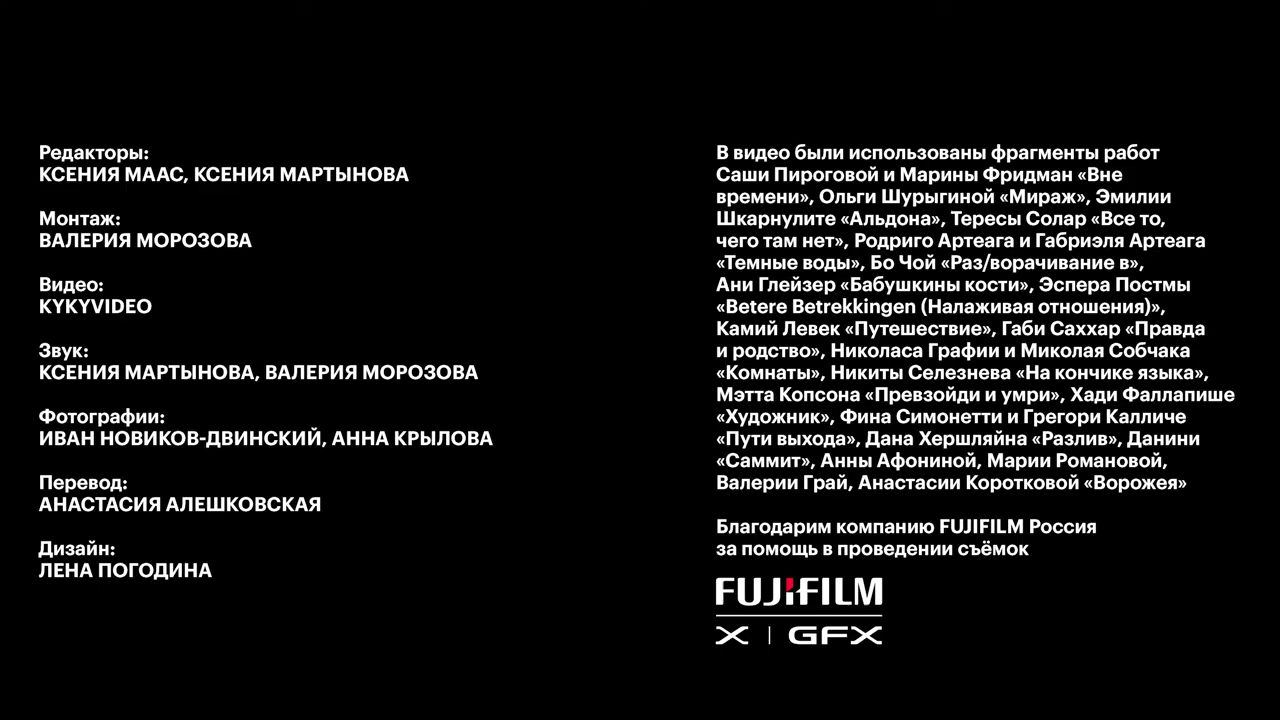 Редакторы:
КСЕНИЯ МААС, КСЕНИЯ МАРТЫНОВА
Монтаж:
ВАЛЕРИЯ МОРОЗОВА
Видео:
KYKYVIDEO
Звук:
КСЕНИЯ МАРТЫНОВА, ВАЛЕРИЯ МОРОЗОВА
Фотографии:
ИВАН НОВИКОВ-ДВИНСКИЙ, АННА КРЫЛОВА
Перевод:
АНАСТАСИЯ АЛЕШКОВСКАЯ
Дизайн:
ЛЕНА ПОГОДИНА
В видео были использованы фрагменты работ
Саши Пироговой и Марины Фридман «Вне
времени», Ольги Шурыгиной «Мираж», Эмилии
Шкарнулите «Альдона», Тересы Солар «Все то,
чего там нет», Родриго Артеага и Габриэля Артеага
«Темные воды», Бо Чой «Раз/ворачивание в»,
Ани Глейзер «Бабушкины кости», Эспера Постмы
«Betere Betrekkingen (Налаживая отношения)»,
Камий Левек «Путешествие», Габи Саххар «Правда
и родство», Николаса Графии и Миколая Собчака
«Комнаты», Никиты Селезнева «На кончике языка»,
Мэтта Копсона «Превзойди и умри», Хади Фаллапише
«Художник», Фина Симонетти и Грегори Калличе
«Пути выхода», Дана Хершляйна «Разлив», Данини
«Саммит», Анны Афониной, Марии Романовой,
Валерии Грай, Анастасии Коротковой «Ворожея»
Благодарим компанию FUJIFILM Россия
за помощь в проведении съёмок
FUJIFILM
X | GFX